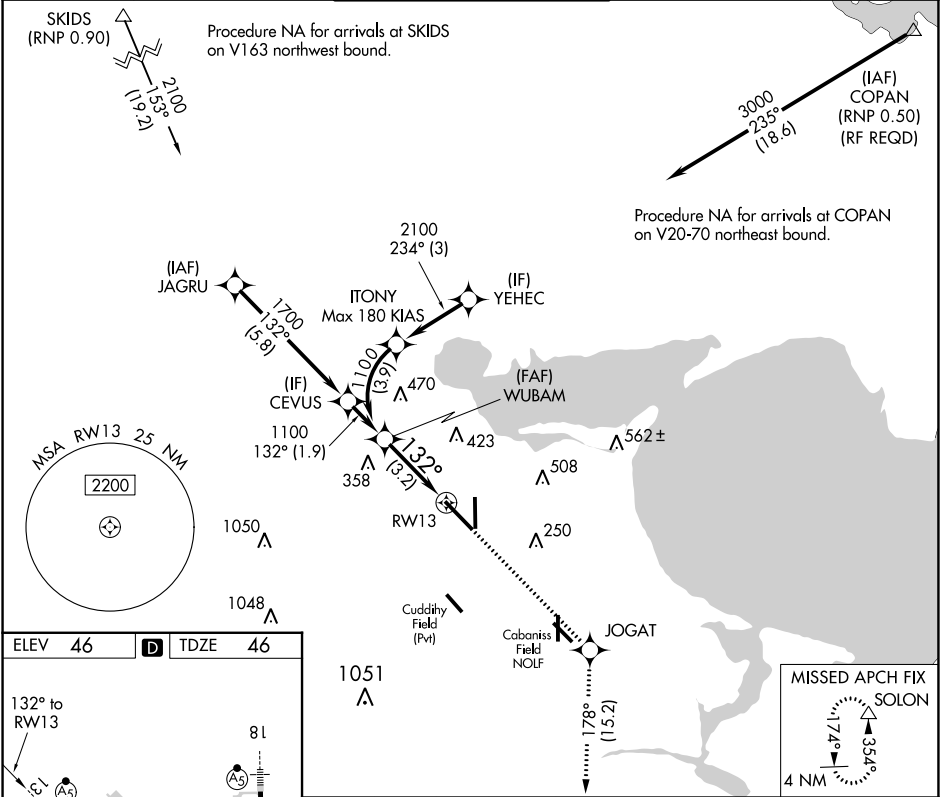 SKIDS
(RNP 0.90)
2100
153°
(19.2)
Procedure NA for arrivals at SKIDS
on V163 northwest bound.
3000
235°
(18.6)
(IAF)
COPAN
(RNP 0.50)
(RF REQD)
Procedure NA for arrivals at COPAN
on V20-70 northeast bound.
2100
234° (3)
(IAF)
JAGRU
1700
132°
(5.8)
ITONY
Max 180 KIAS
(IF)
YEHEC
1100
(3.9)
470
(FAF)
WUBAM
(IF)
CEVUS
1100
132° (1.9)
423
562 ±
132°
(3.2)
358
508
MSA RW13 25 NM
2200
RW13
1050
250
1048
Cuddihy
Field
(Pvt)
Cabaniss
Field
NOLF
JOGAT
ELEV 46
D
TDZE 46
1051
178°
(15.2)
MISSED APCH FIX
SOLON
174°
354°
4 NM
132° to
RW13
18
13
A5
A5